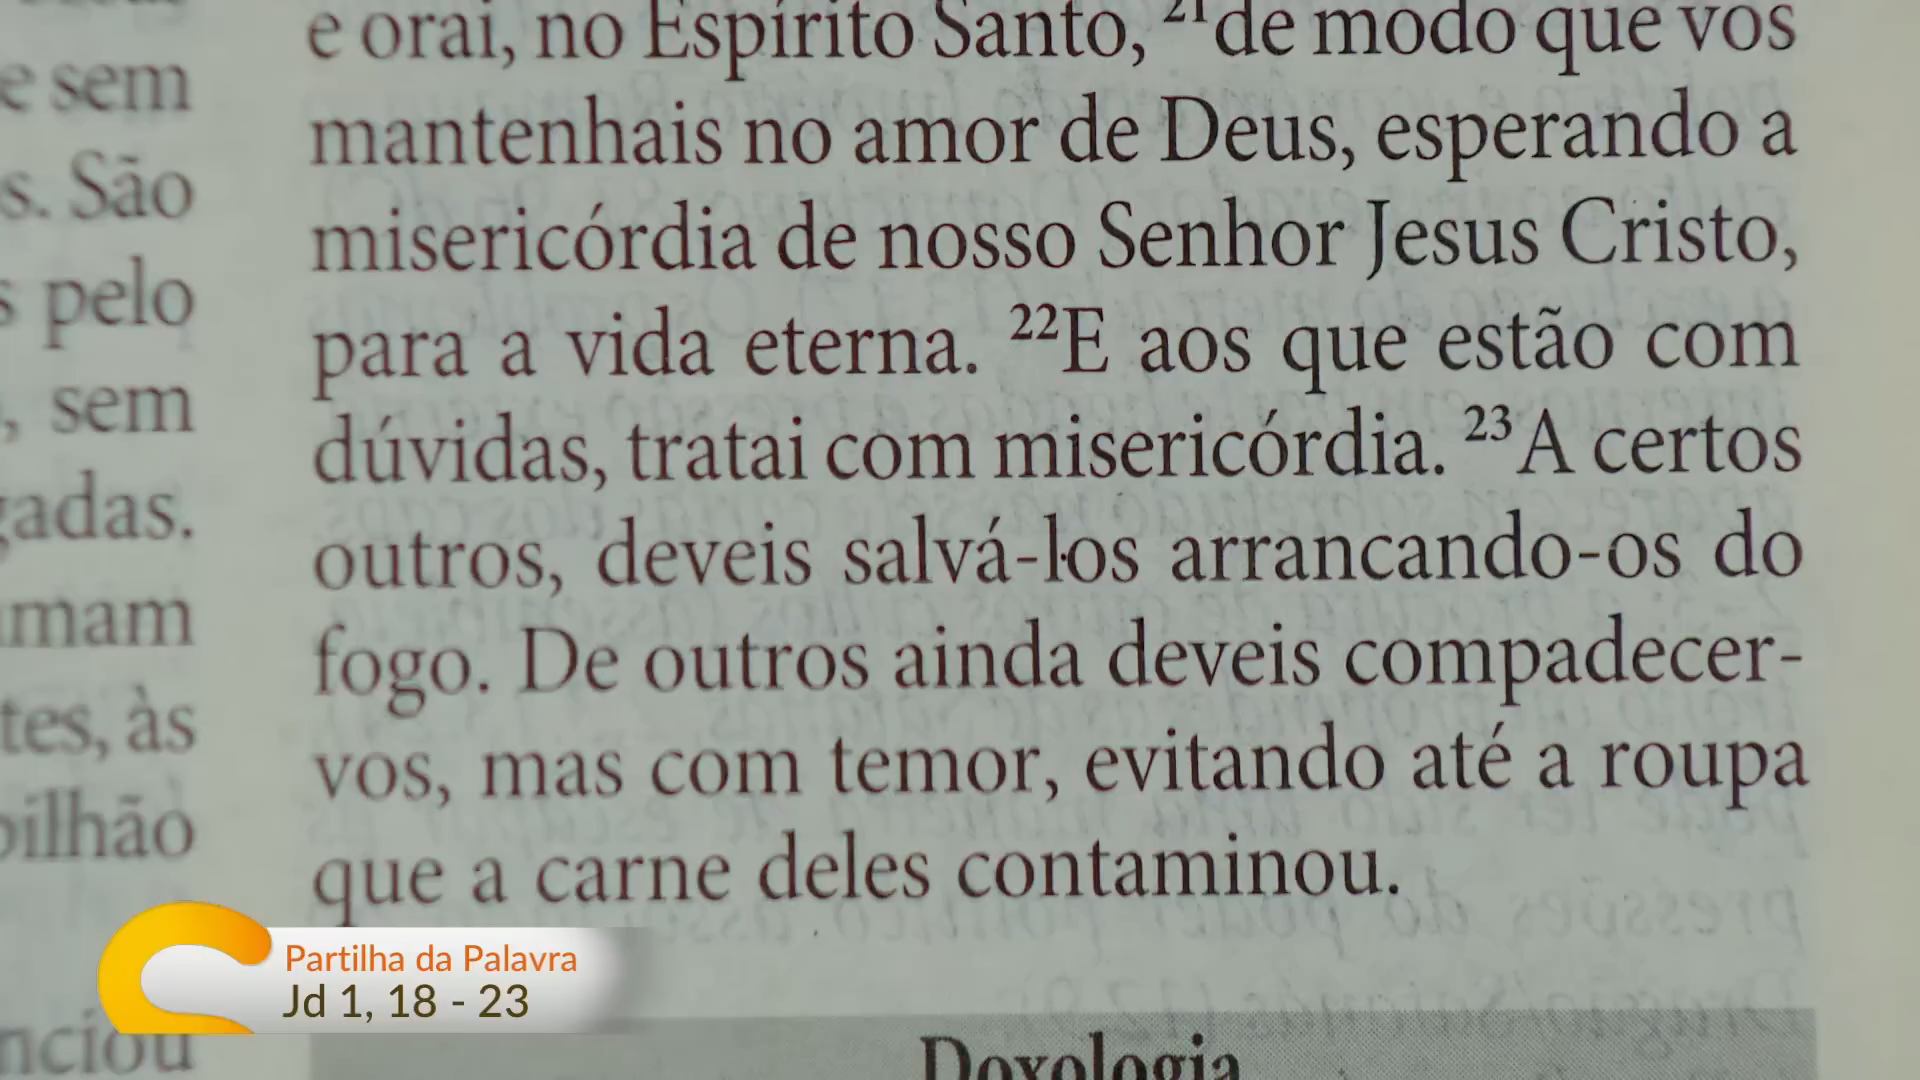 e sem
s. São
s pelo
, sem
gadas.
mam
tes, às
bilhão
nciou
e orai, no Espírito Santo, ²¹de modo que vos
mantenhais no amor de Deus, esperando a
misericórdia de nosso Senhor Jesus Cristo,
para a vida eterna. ²²E aos que estão com
dúvidas, tratai com misericórdia. ²³A certos
outros, deveis salvá-los arrancando-os do
fogo. De outros ainda deveis compadecer-
vos, mas com temor, evitando até a roupa
que a carne deles contaminou.
Doxologia
Partilha da Palavra
Jd 1, 18 - 23